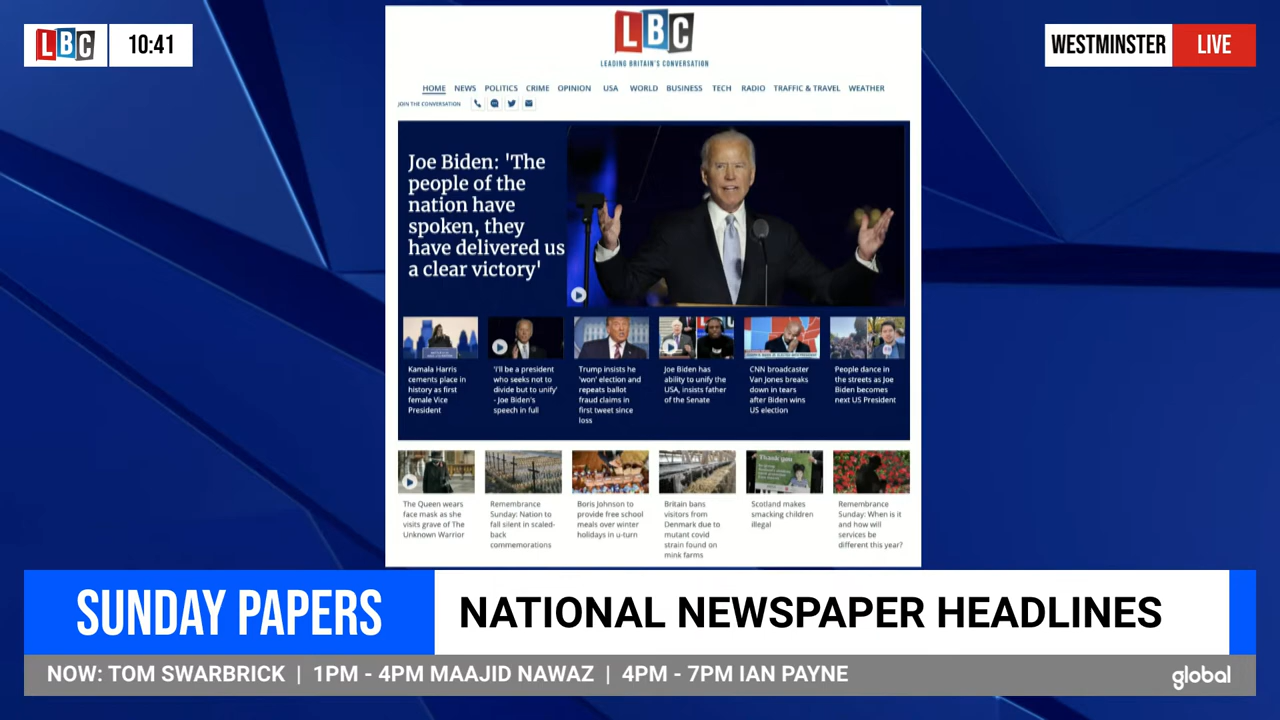 LBC
10:41
WESTMINSTER
LIVE
LBC
LEADING BRITAIN'S CONVERSATION
HOME NEWS POLITICS CRIME OPINION USA WORLD BUSINESS TECH RADIO TRAFFIC & TRAVEL WEATHER
JOIN THE CONVERSATION
Joe Biden: 'The
people of the
nation have
spoken, they
have delivered us
a clear victory'
Kamala Harris
cements place in
history as first
female Vice
President
'I'll be a president
who seeks not to
divide but to unify'
- Joe Biden's
speech in full
Trump insists he
'won' election and
repeats ballot
fraud claims in
first tweet since
loss
Joe Biden has
ability to unify the
USA, insists father
of the Senate
CNN broadcaster
Van Jones breaks
down in tears
after Biden wins
US election
People dance in
the streets as Joe
Biden becomes
next US President
Thank you
The Queen wears
face mask as she
visits grave of The
Unknown Warrior
Remembrance
Sunday: Nation to
fall silent in scaled-
back
commemorations
Boris Johnson to
provide free school
meals over winter
holidays in u-turn
Britain bans
visitors from
Denmark due to
mutant covid
strain found on
mink farms
Scotland makes
smacking children
illegal
Remembrance
Sunday: When is it
and how will
services be
different this year?
SUNDAY PAPERS
NATIONAL NEWSPAPER HEADLINES
NOW: TOM SWARBRICK | 1PM - 4PM MAAJID NAWAZ | 4PM - 7PM IAN PAYNE
global